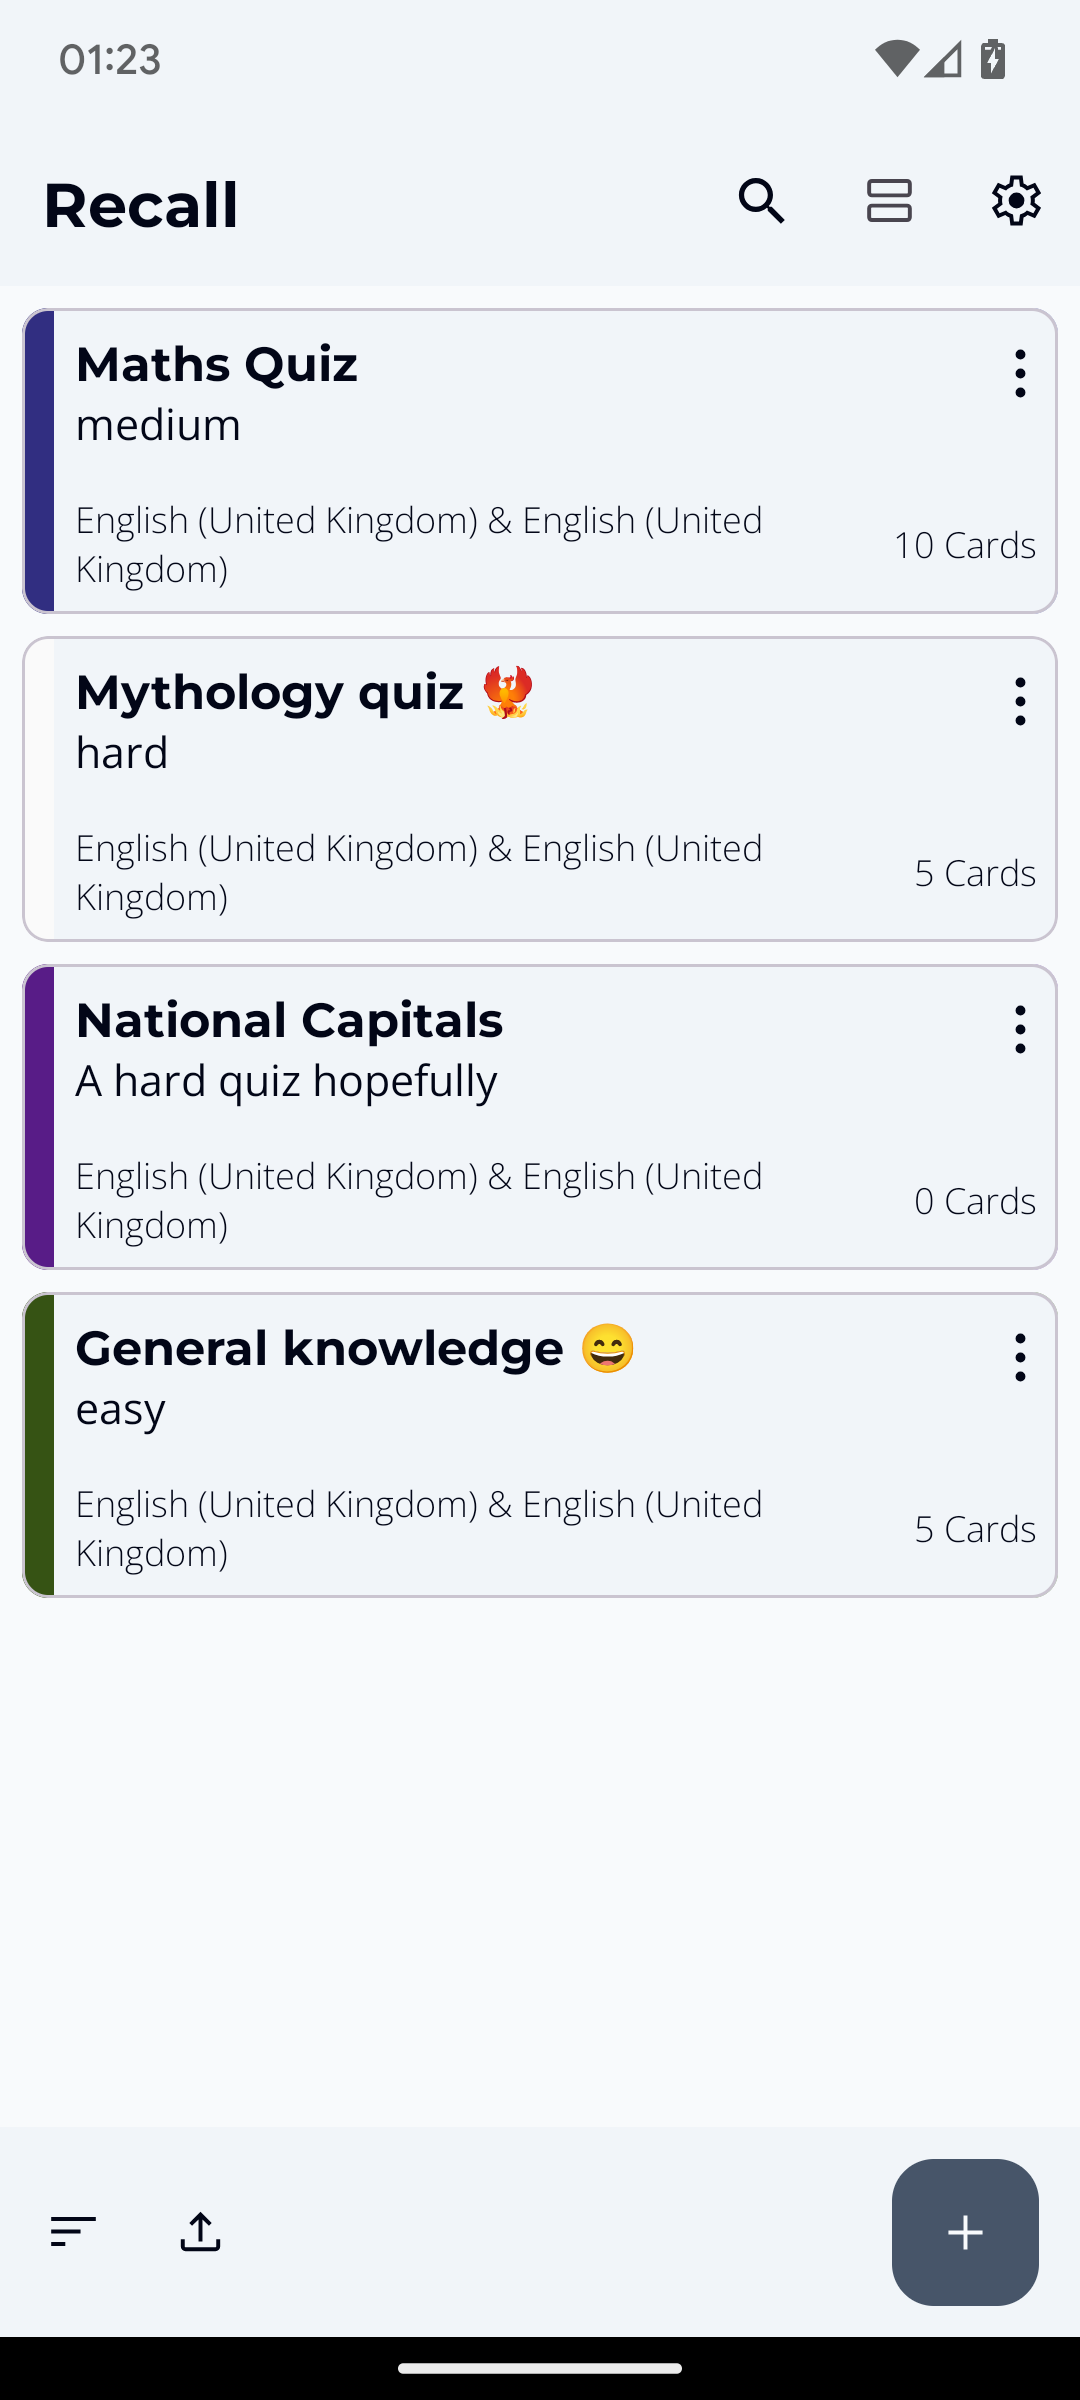 01:23
Recall
Maths Quiz
medium
English (United Kingdom) & English (United
Kingdom)
10 Cards
Mythology quiz 🐦‍🔥
hard
English (United Kingdom) & English (United
Kingdom)
5 Cards
National Capitals
A hard quiz hopefully
English (United Kingdom) & English (United
Kingdom)
0 Cards
General knowledge 😄
easy
English (United Kingdom) & English (United
Kingdom)
5 Cards